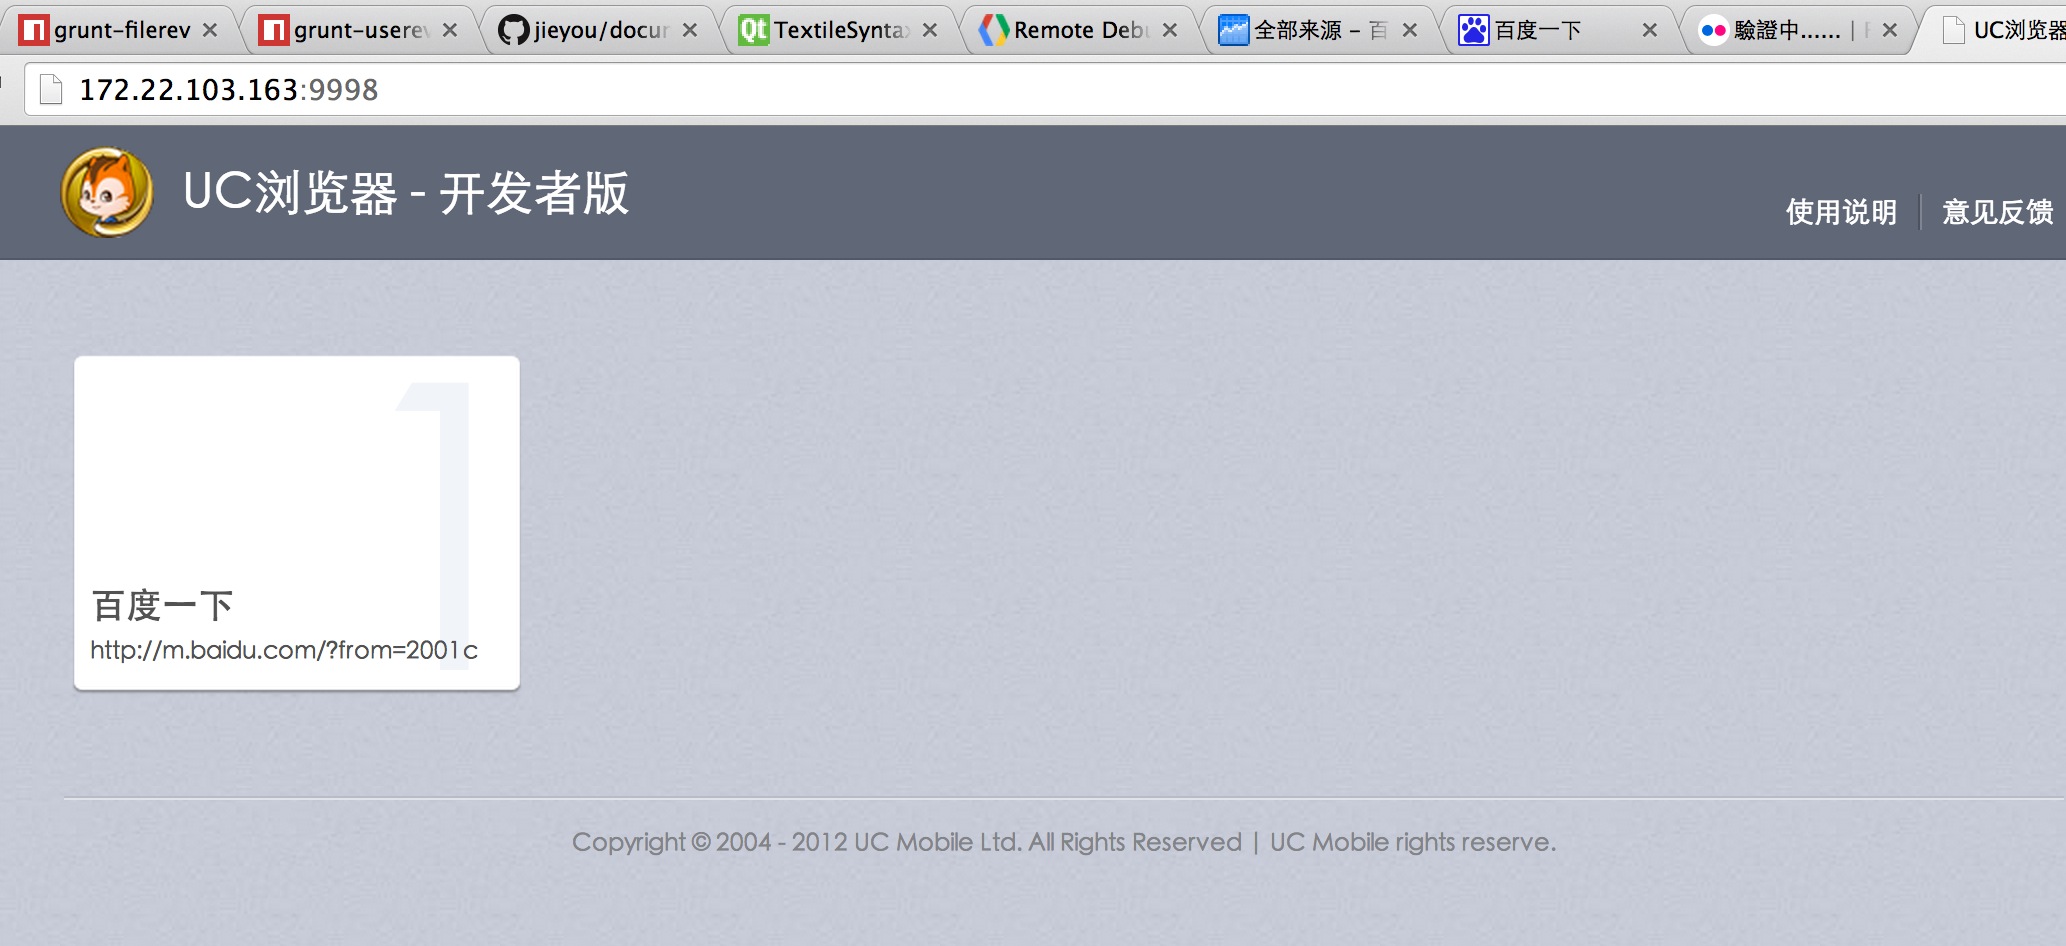 grunt-filerev
grunt-userev
jieyou/docur
TextileSyntax
Remote Debu
全部来源 - 百
百度一下
驗證中...... |
UC浏览器
172.22.103.163:9998
UC浏览器 - 开发者版
使用说明
意见反馈
1
百度一下
http://m.baidu.com/?from=2001c
Copyright © 2004 - 2012 UC Mobile Ltd. All Rights Reserved | UC Mobile rights reserve.